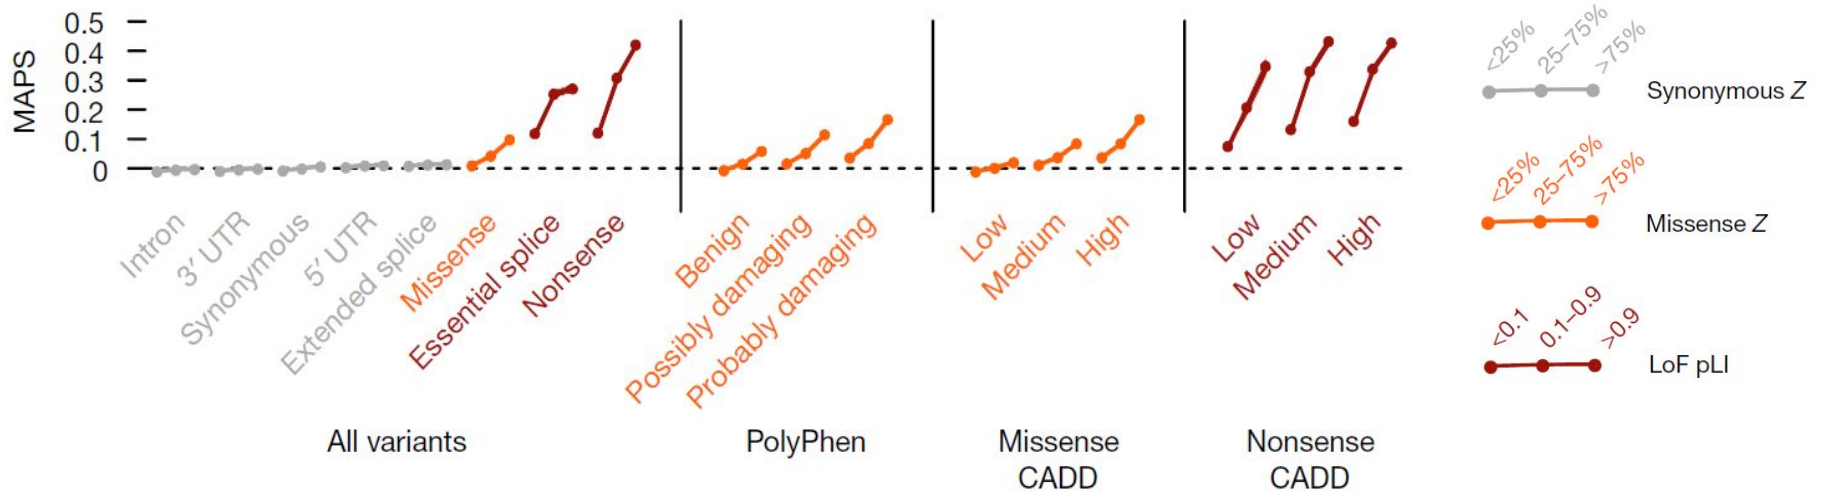 MAPS
0.5
0.4
0.3
0.2
0.1
0
Intron
3′ UTR
Synonymous
5′ UTR
Extended splice
Missense
Essential splice
Nonsense
All variants
Benign
Possibly damaging
Probably damaging
PolyPhen
Low
Medium
High
Missense
CADD
Low
Medium
High
Nonsense
CADD
<25%
25–75%
>75%
Synonymous Z
<25%
25–75%
>75%
Missense Z
<0.1
0.1–0.9
>0.9
LoF pLI